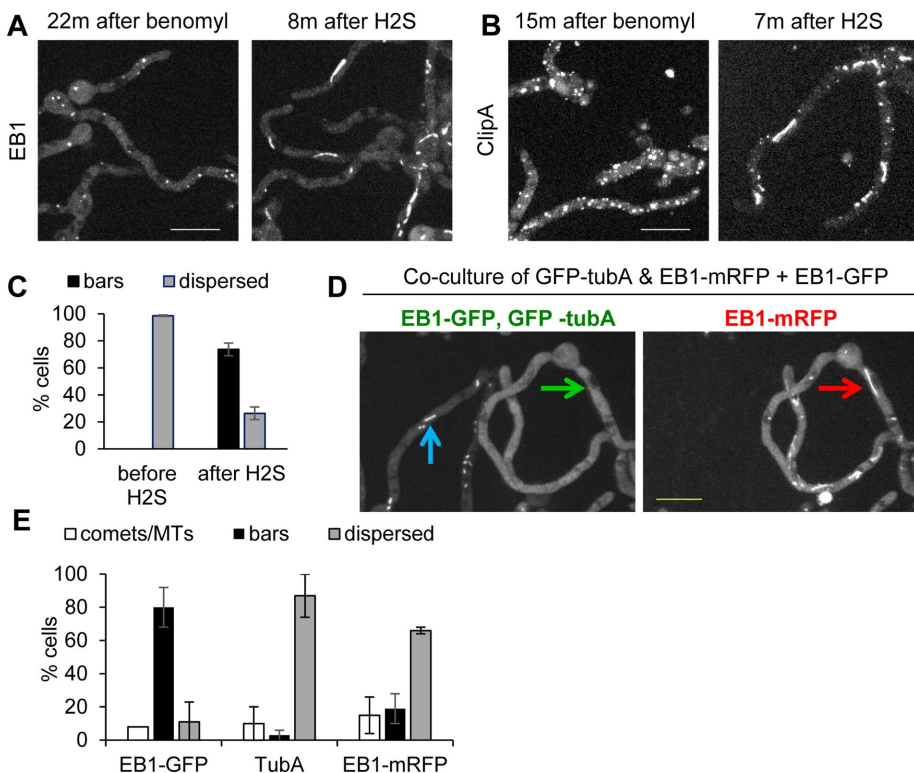 A
22m after benomyl
8m after H2S
EB1
B
15m after benomyl
7m after H2S
ClipA
C
bars
dispersed
% cells
100
80
60
40
20
0
before
H2S
after H2S
D
Co-culture of GFP-tubA & EB1-mRFP + EB1-GFP
EB1-GFP, GFP -tubA
EB1-mRFP
E
comets/MTs
bars
dispersed
% cells
100
80
60
40
20
0
EB1-GFP
TubA
EB1-mRFP